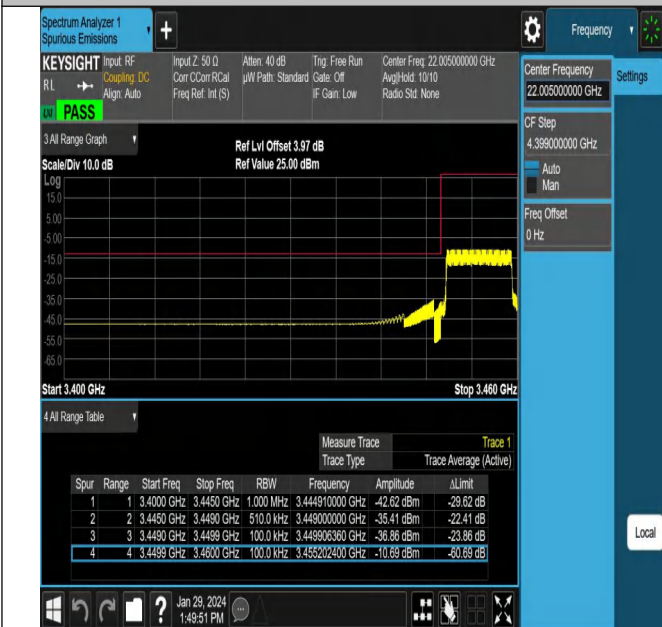 Spectrum Analyzer 1
Spurious Emissions
+
Frequency
KEYSIGHT Input: RF Input Z: 50 Ω Atten: 40 dB Trig: Free Run Center Freq: 22.005000000 GHz
RL Coupling: DC Corr CCorr RCal µW Path: Standard Gate: Off Avg|Hold: 10/10
Align: Auto Freq Ref: Int (S) IF Gain: Low Radio Std: None
PASS
Center Frequency
22.005000000 GHz
Settings
CF Step
4.399000000 GHz
Auto
Man
Freq Offset
0 Hz
3 All Range Graph
Ref Lvl Offset 3.97 dB
Scale/Div 10.0 dB Ref Value 25.00 dBm
Log
15.0
5.00
-5.00
-15.0
-25.0
-35.0
-45.0
-55.0
-65.0
Start 3.400 GHz Stop 3.460 GHz
4 All Range Table
Measure Trace Trace 1
Trace Type Trace Average (Active)
Spur Range Start Freq Stop Freq RBW Frequency Amplitude ΔLimit
1 1 3.4000 GHz 3.4450 GHz 1.000 MHz 3.444910000 GHz -42.62 dBm -29.62 dB
2 2 3.4450 GHz 3.4490 GHz 510.0 kHz 3.449000000 GHz -35.41 dBm -22.41 dB
3 3 3.4490 GHz 3.4499 GHz 100.0 kHz 3.449906360 GHz -36.86 dBm -23.86 dB
4 4 3.4499 GHz 3.4600 GHz 100.0 kHz 3.455202400 GHz -10.69 dBm -60.69 dB
Local
? Jan 29, 2024
1:49:51 PM